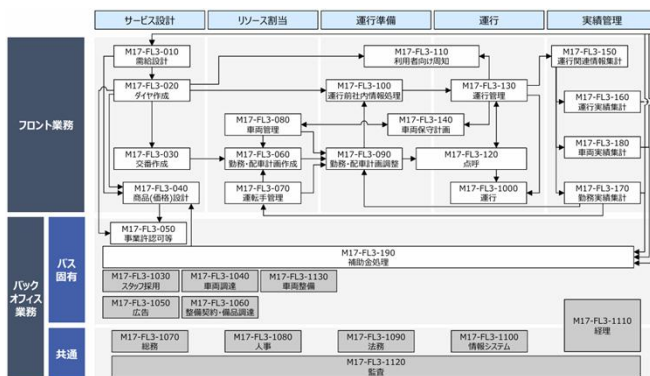 サービス設計
リソース割当
運行準備
運行
実績管理
フロント業務
M17-FL3-010
需給設計
M17-FL3-020
ダイヤ作成
M17-FL3-030
交番作成
M17-FL3-040
商品(価格)設計
M17-FL3-050
事業許認可等
M17-FL3-080
車両管理
M17-FL3-060
勤務・配車計画作成
M17-FL3-070
運転手管理
M17-FL3-110
利用者向け周知
M17-FL3-100
運行前社内情報処理
M17-FL3-140
車両保守計画
M17-FL3-090
勤務・配車計画調整
M17-FL3-130
運行管理
M17-FL3-120
点呼
M17-FL3-1000
運行
M17-FL3-150
運行関連情報集計
M17-FL3-160
運行実績集計
M17-FL3-180
車両実績集計
M17-FL3-170
勤務実績集計
バック
オフィス
業務
バス
固有
M17-FL3-190
補助金処理
M17-FL3-1030
スタッフ採用
M17-FL3-1040
車両調達
M17-FL3-1130
車両整備
M17-FL3-1050
広告
M17-FL3-1060
整備契約・備品調達
M17-FL3-1110
経理
共通
M17-FL3-1070
総務
M17-FL3-1080
人事
M17-FL3-1090
法務
M17-FL3-1100
情報システム
M17-FL3-1120
監査